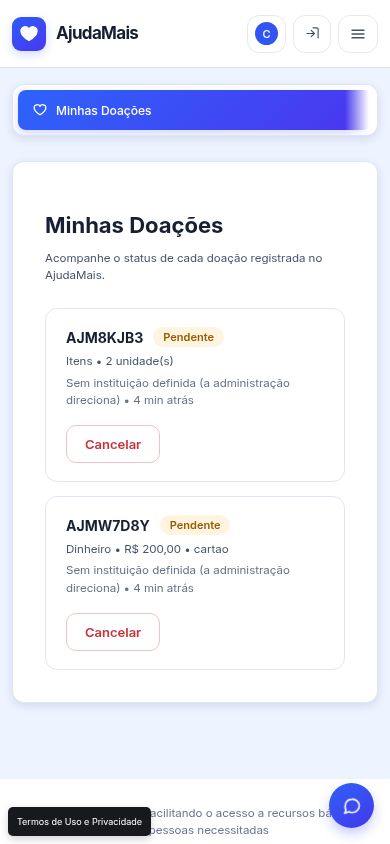 AjudaMais
C
Minhas Doações
Minhas Doações
Acompanhe o status de cada doação registrada no
AjudaMais.
AJM8KJB3 Pendente
Itens • 2 unidade(s)
Sem instituição definida (a administração
direciona) • 4 min atrás
Cancelar
AJMW7D8Y Pendente
Dinheiro • R$ 200,00 • cartao
Sem instituição definida (a administração
direciona) • 4 min atrás
Cancelar
acilitando o acesso a recursos bá
Termos de Uso e Privacidade
pessoas necessitadas